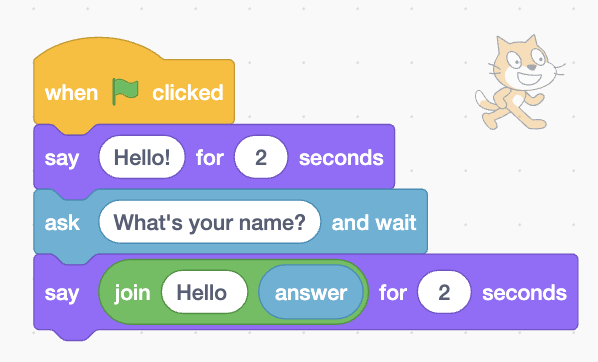 when clicked
say Hello! for 2 seconds
ask What's your name? and wait
say join Hello answer for 2 seconds